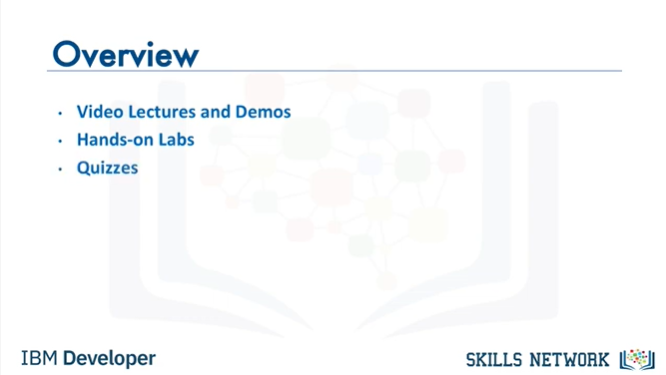 Overview
· Video Lectures and Demos
· Hands-on Labs
· Quizzes
IBM Developer
SKILLS NETWORK